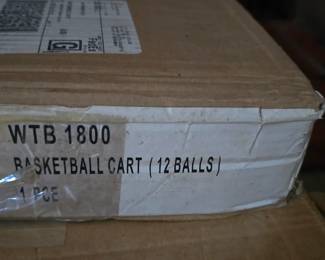 WTB 1800
BASKETBALL CART (12 BALLS)
1 PCE